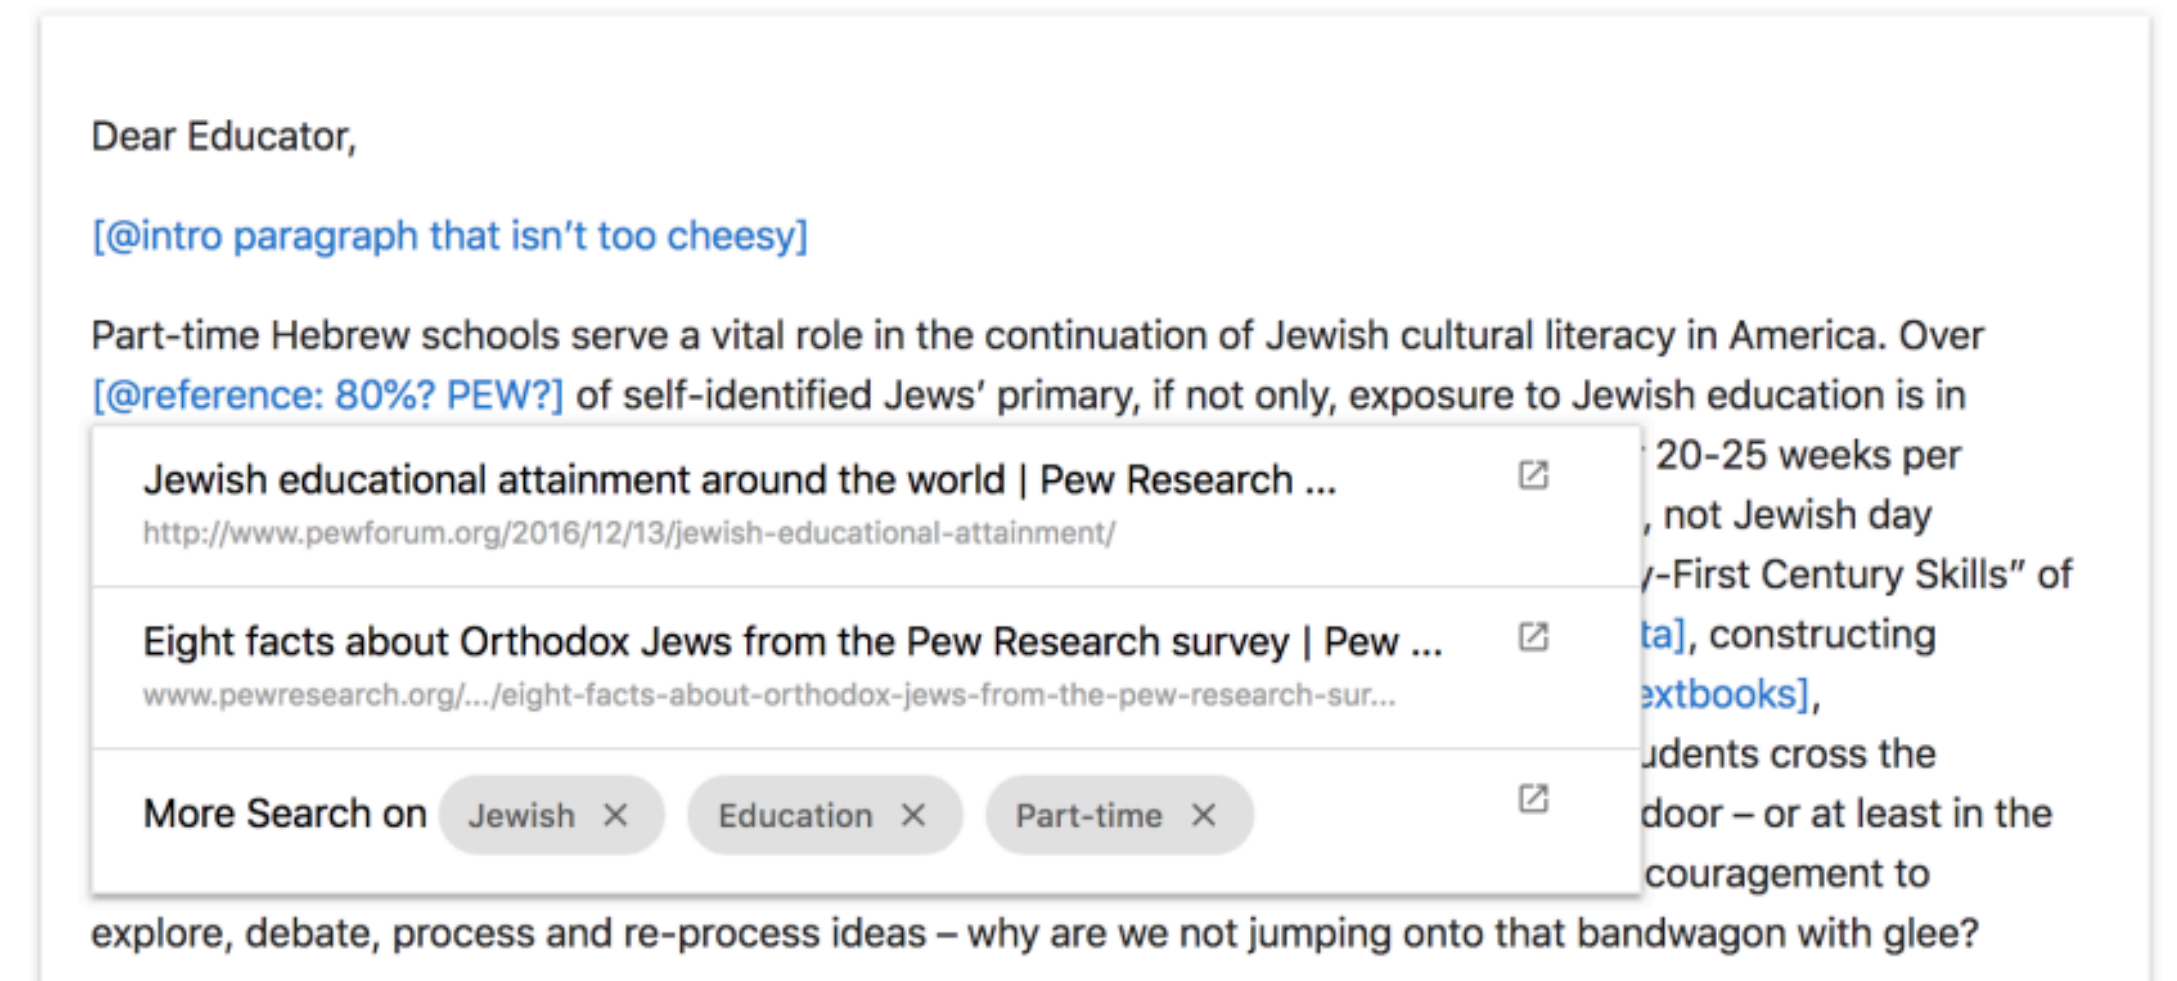 Dear Educator,
[@intro paragraph that isn’t too cheesy]
Part-time Hebrew schools serve a vital role in the continuation of Jewish cultural literacy in America. Over
[@reference: 80%? PEW?] of self-identified Jews’ primary, if not only, exposure to Jewish education is in
Jewish educational attainment around the world | Pew Research ...
http://www.pewforum.org/2016/12/13/jewish-educational-attainment/
Eight facts about Orthodox Jews from the Pew Research survey | Pew ...
www.pewresearch.org/.../eight-facts-about-orthodox-jews-from-the-pew-research-sur...
More Search on Jewish × Education × Part-time ×
20-25 weeks per
, not Jewish day
-First Century Skills” of
], constructing
],
cross the
door – or at least in the
to
explore, debate, process and re-process ideas – why are we not jumping onto that bandwagon with glee?